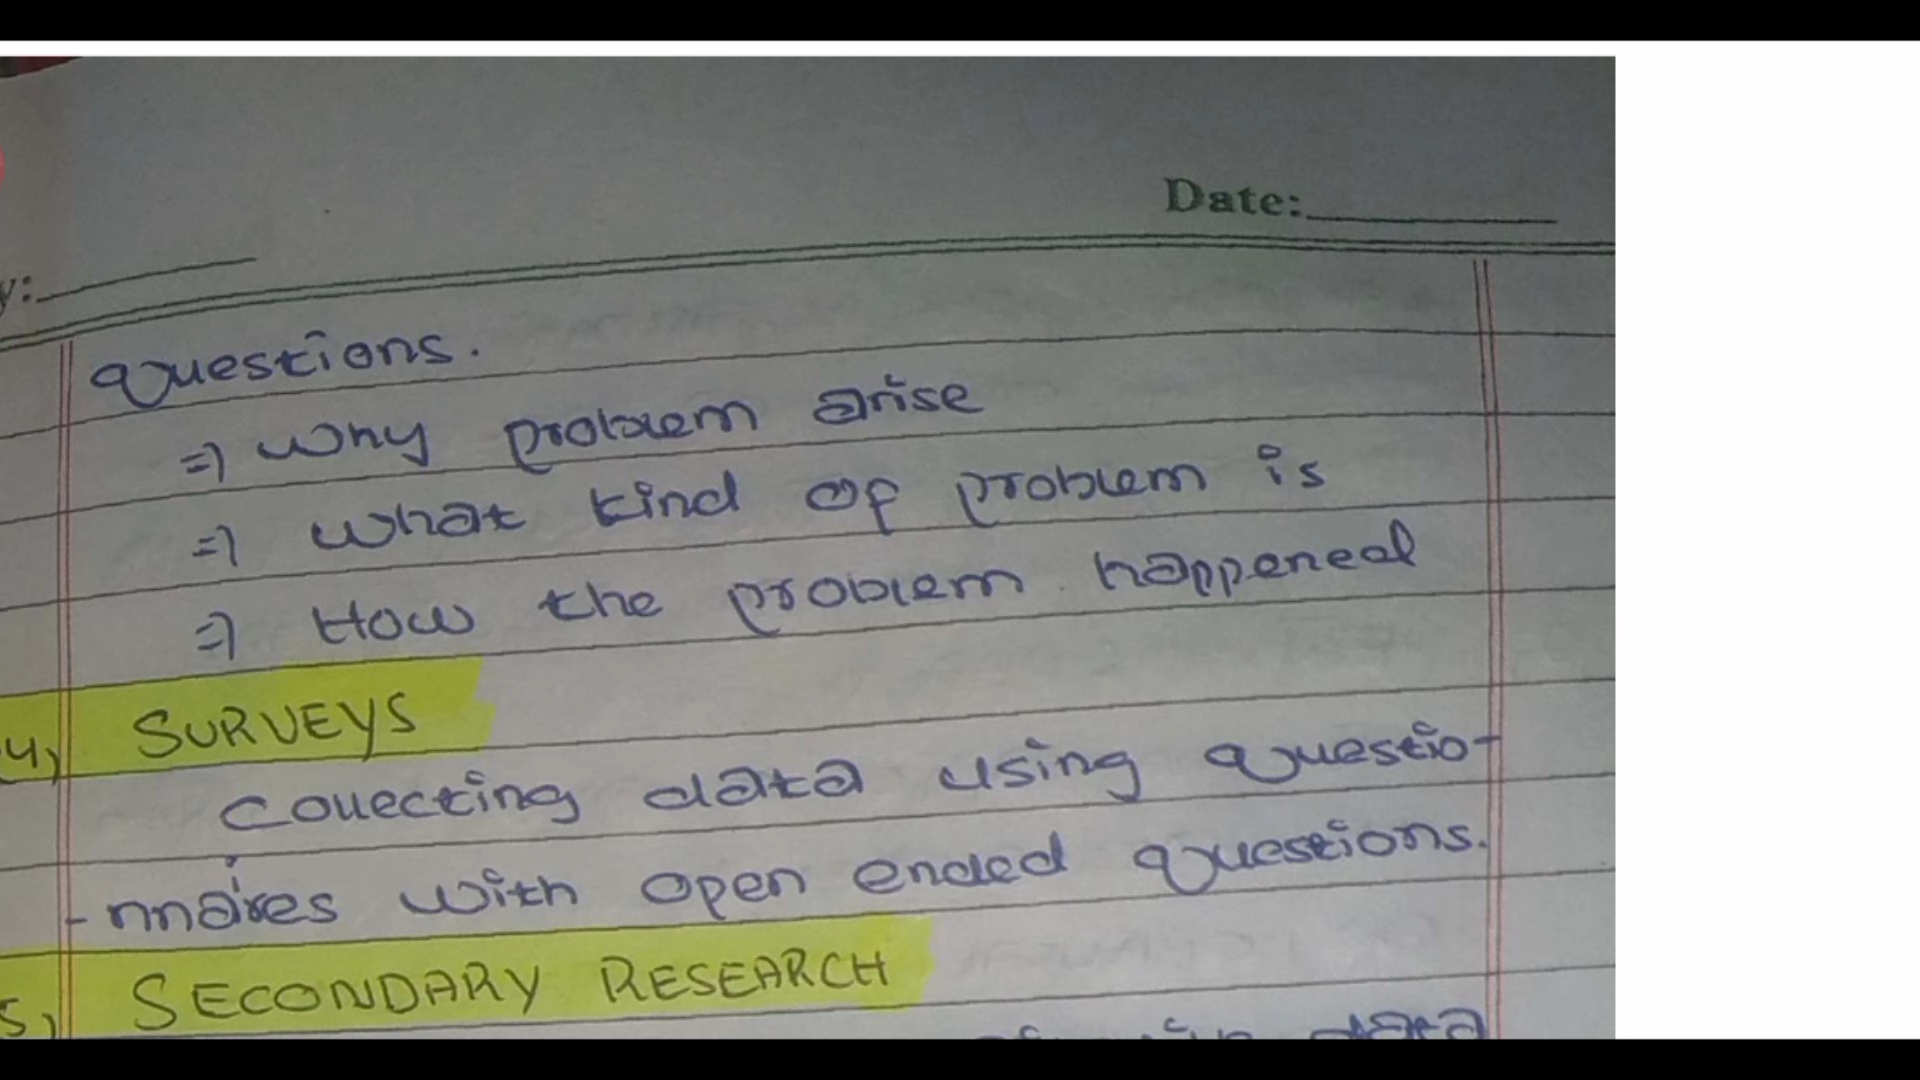 Date:
y:
questions.
=> Why problem arise
=> What kind of problem is
=> How the problem happened
4) SURVEYS
Collecting data using questio-
-nnaires with open ended questions.
5) SECONDARY RESEARCH
data